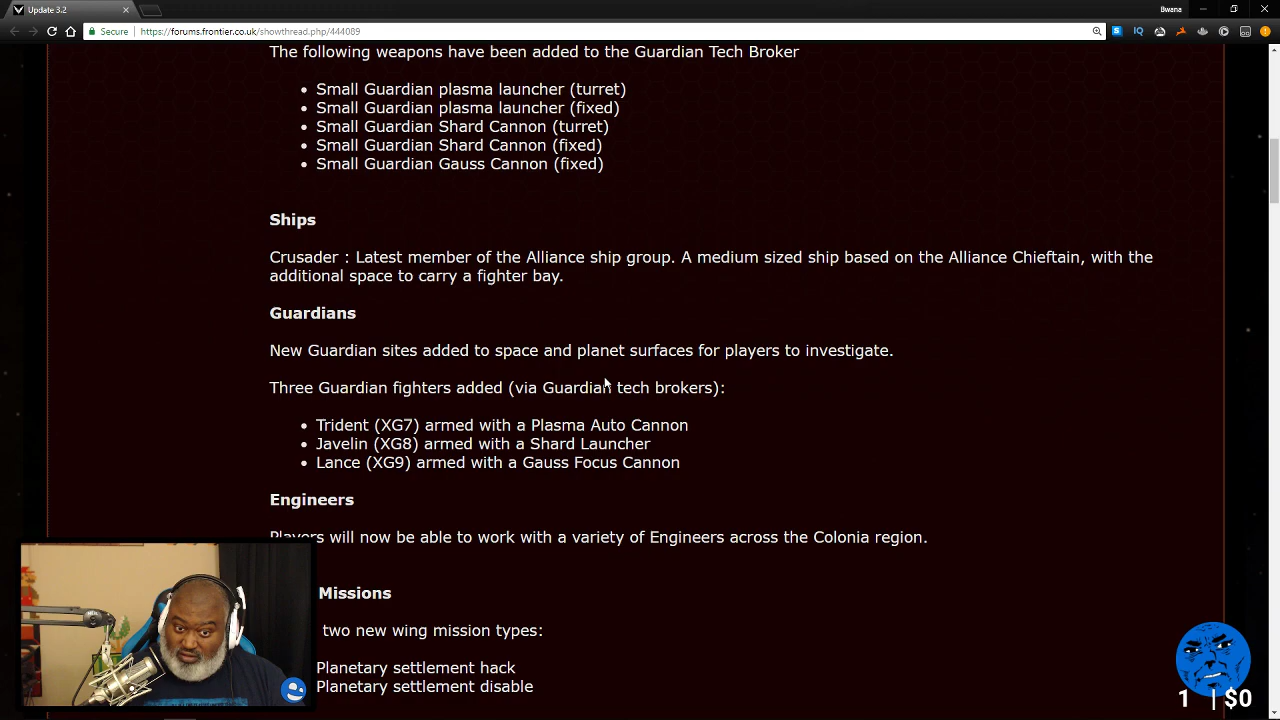 Update 3.2
Bwana
Secure
https://forums.frontier.co.uk/showthread.php/444089
The following weapons have been added to the Guardian Tech Broker
Small Guardian plasma launcher (turret)
Small Guardian plasma launcher (fixed)
Small Guardian Shard Cannon (turret)
Small Guardian Shard Cannon (fixed)
Small Guardian Gauss Cannon (fixed)
Ships
Crusader : Latest member of the Alliance ship group. A medium sized ship based on the Alliance Chieftain, with the
additional space to carry a fighter bay.
Guardians
New Guardian sites added to space and planet surfaces for players to investigate.
Three Guardian fighters added (via Guardian tech brokers):
Trident (XG7) armed with a Plasma Auto Cannon
Javelin (XG8) armed with a Shard Launcher
Lance (XG9) armed with a Gauss Focus Cannon
Engineers
Players will now be able to work with a variety of Engineers across the Colonia region.
Missions
two new wing mission types:
Planetary settlement hack
Planetary settlement disable
1 | $0